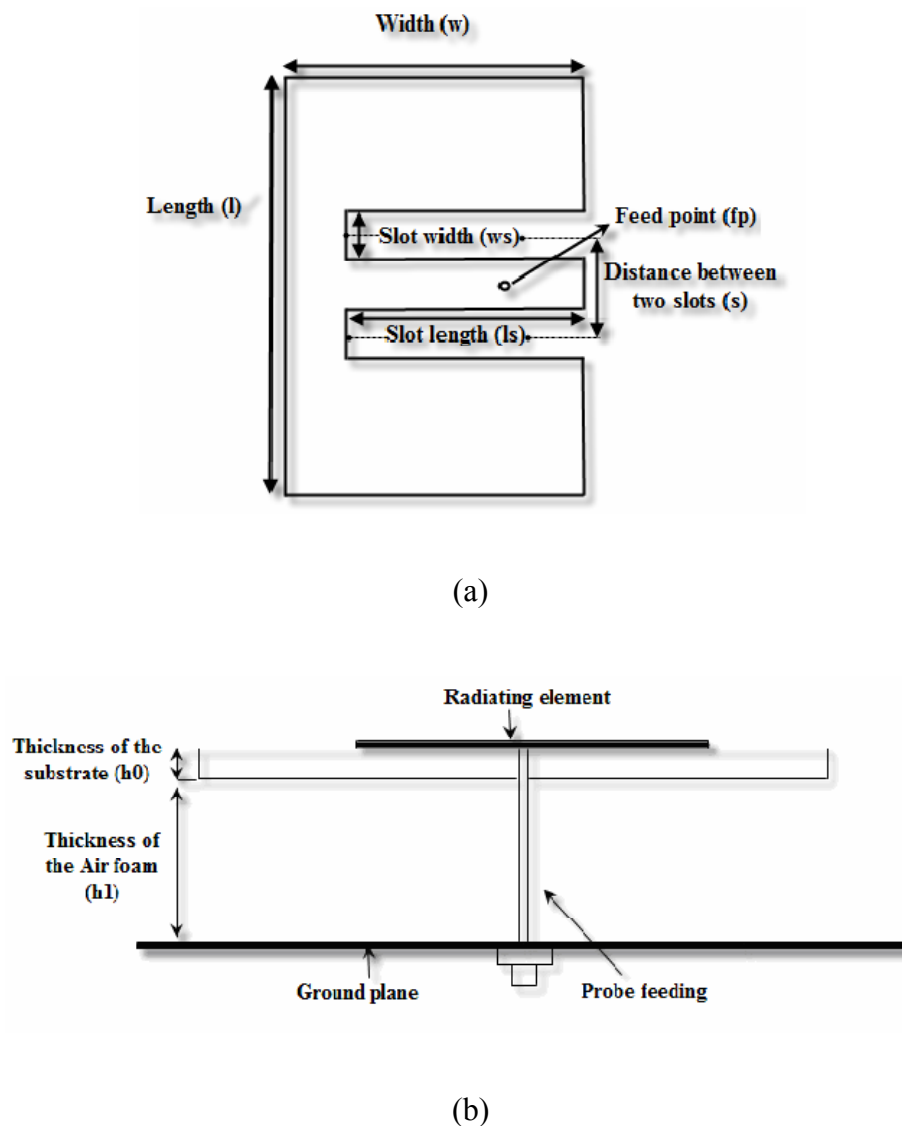 Width (w)
Length (l)
Slot width (ws)
Feed point (fp)
Distance between
two slots (s)
Slot length (ls)
(a)
Radiating element
Thickness of the
substrate (h0)
Thickness of
the Air foam
(h1)
Ground plane
Probe feeding
(b)